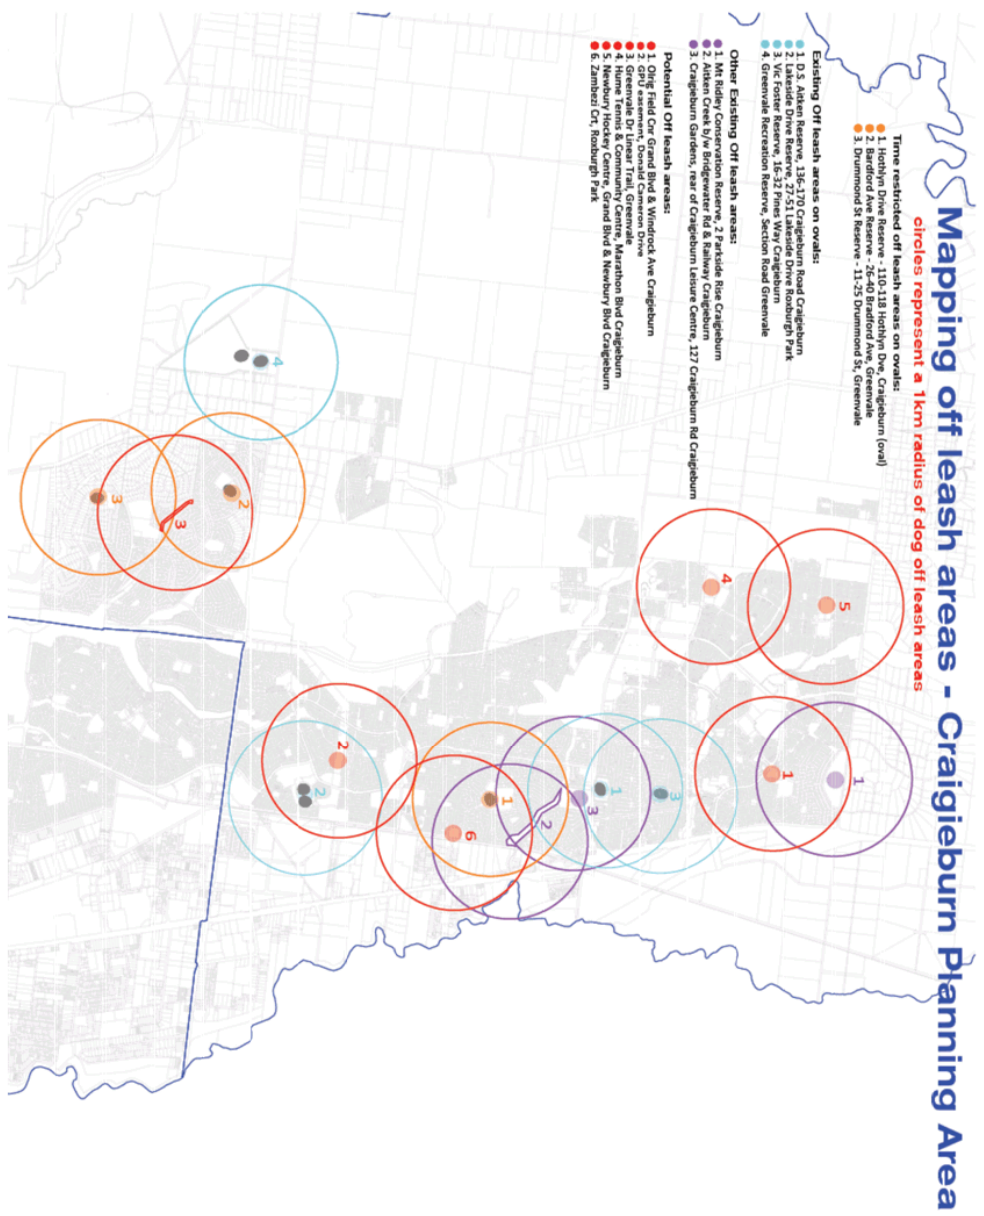 Mapping off leash areas - Craigieburn Planning Area
circles represent a 1km radius of dog off leash areas
Time restricted off leash areas on ovals:
1. Hothlyn Drive Reserve - 110-118 Hothlyn Dve, Craigieburn (oval)
2. Bardford Ave Reserve - 26-40 Bradford Ave, Greenvale
3. Drummond St Reserve - 11-25 Drummond St, Greenvale
Existing Off leash areas on ovals:
1. D.S. Aitken Reserve, 136-170 Craigieburn Road Craigieburn
2. Lakeside Drive Reserve, 27-51 Lakeside Drive Roxburgh Park
3. Vic Foster Reserve, 16-32 Pines Way Craigieburn
4. Greenvale Recreation Reserve, Section Road Greenvale
Other Existing Off leash areas:
1. Mt Ridley Conservation Reserve, 2 Parkside Rise Craigieburn
2. Aitken Creek b/w Bridgewater Rd & Railway Craigieburn
3. Craigieburn Gardens, rear of Craigieburn Leisure Centre, 127 Craigieburn Rd Craigieburn
Potential Off leash areas:
1. Olrig Field Cnr Grand Blvd & Windrock Ave Craigieburn
2. GPU easement, Donald Cameron Drive
3. Greenvale Dr Linear Trail, Greenvale
4. Hume Tennis & Community Centre, Marathon Blvd Craigieburn
5. Newbury Hockey Centre, Grand Blvd & Newbury Blvd Craigieburn
6. Zambezi Crt, Roxburgh Park
5
4
1
1
3
1
3
2
1
6
2
2
4
2
3
3